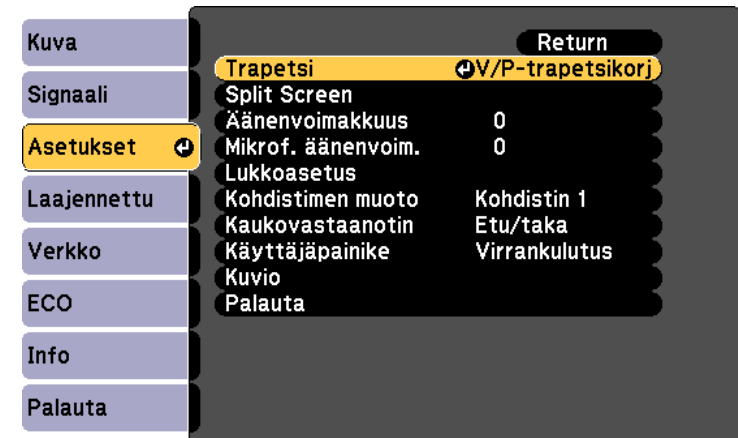 Kuva
Signaali
Asetukset
Laajennettu
Verkko
ECO
Info
Palauta
Return
Trapetsi V/P-trapetsikorj
Split Screen
Äänenvoimakkuus 0
Mikrof. äänenvoim. 0
Lukkoasetus
Kohdistimen muoto Kohdistin 1
Kaukovastaanotin Etu/taka
Käyttäjäpainike Virrankulutus
Kuvio
Palauta